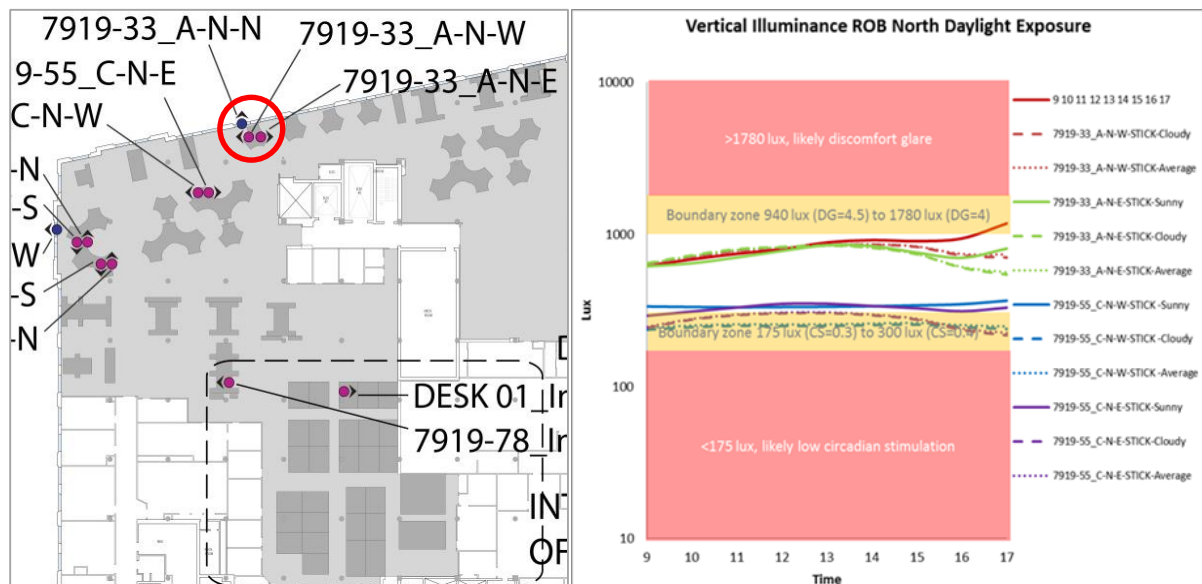 7919-33_A-N-N
7919-33_A-N-W
9-55_C-N-E
7919-33_A-N-E
C-N-W
-N
-S
W
-S
-N
D
DESK 01_Ir
7919-78_Ir
INT
OF
Vertical Illuminance ROB North Daylight Exposure
10000
1000
100
10
Lux
>1780 lux, likely discomfort glare
Boundary zone 940 lux (DG=4.5) to 1780 lux (DG=4)
Boundary zone 175 lux (CS=0.3) to 300 lux (CS=0.4)
<175 lux, likely low circadian stimulation
9 10 11 12 13 14 15 16 17
Time
9 10 11 12 13 14 15 16 17
7919-33_A-N-W-STICK-Cloudy
7919-33_A-N-W-STICK-Average
7919-33_A-N-E-STICK-Sunny
7919-33_A-N-E-STICK-Cloudy
7919-33_A-N-E-STICK-Average
7919-55_C-N-W-STICK -Sunny
7919-55_C-N-W-STICK -Cloudy
7919-55_C-N-W-STICK -Average
7919-55_C-N-E-STICK-Sunny
7919-55_C-N-E-STICK-Cloudy
7919-55_C-N-E-STICK-Average